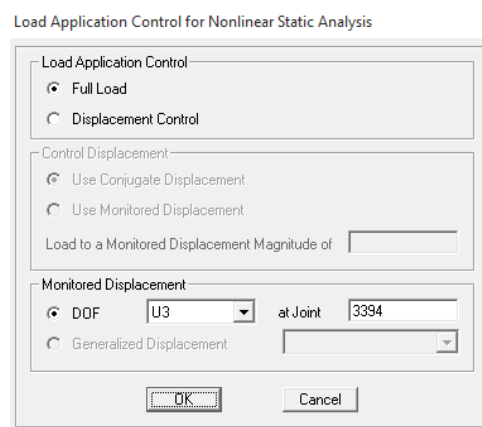 Load Application Control for Nonlinear Static Analysis
Load Application Control
Full Load
Displacement Control
Control Displacement
Use Conjugate Displacement
Use Monitored Displacement
Load to a Monitored Displacement Magnitude of
Monitored Displacement
DOF U3 at Joint 3394
Generalized Displacement
OK Cancel